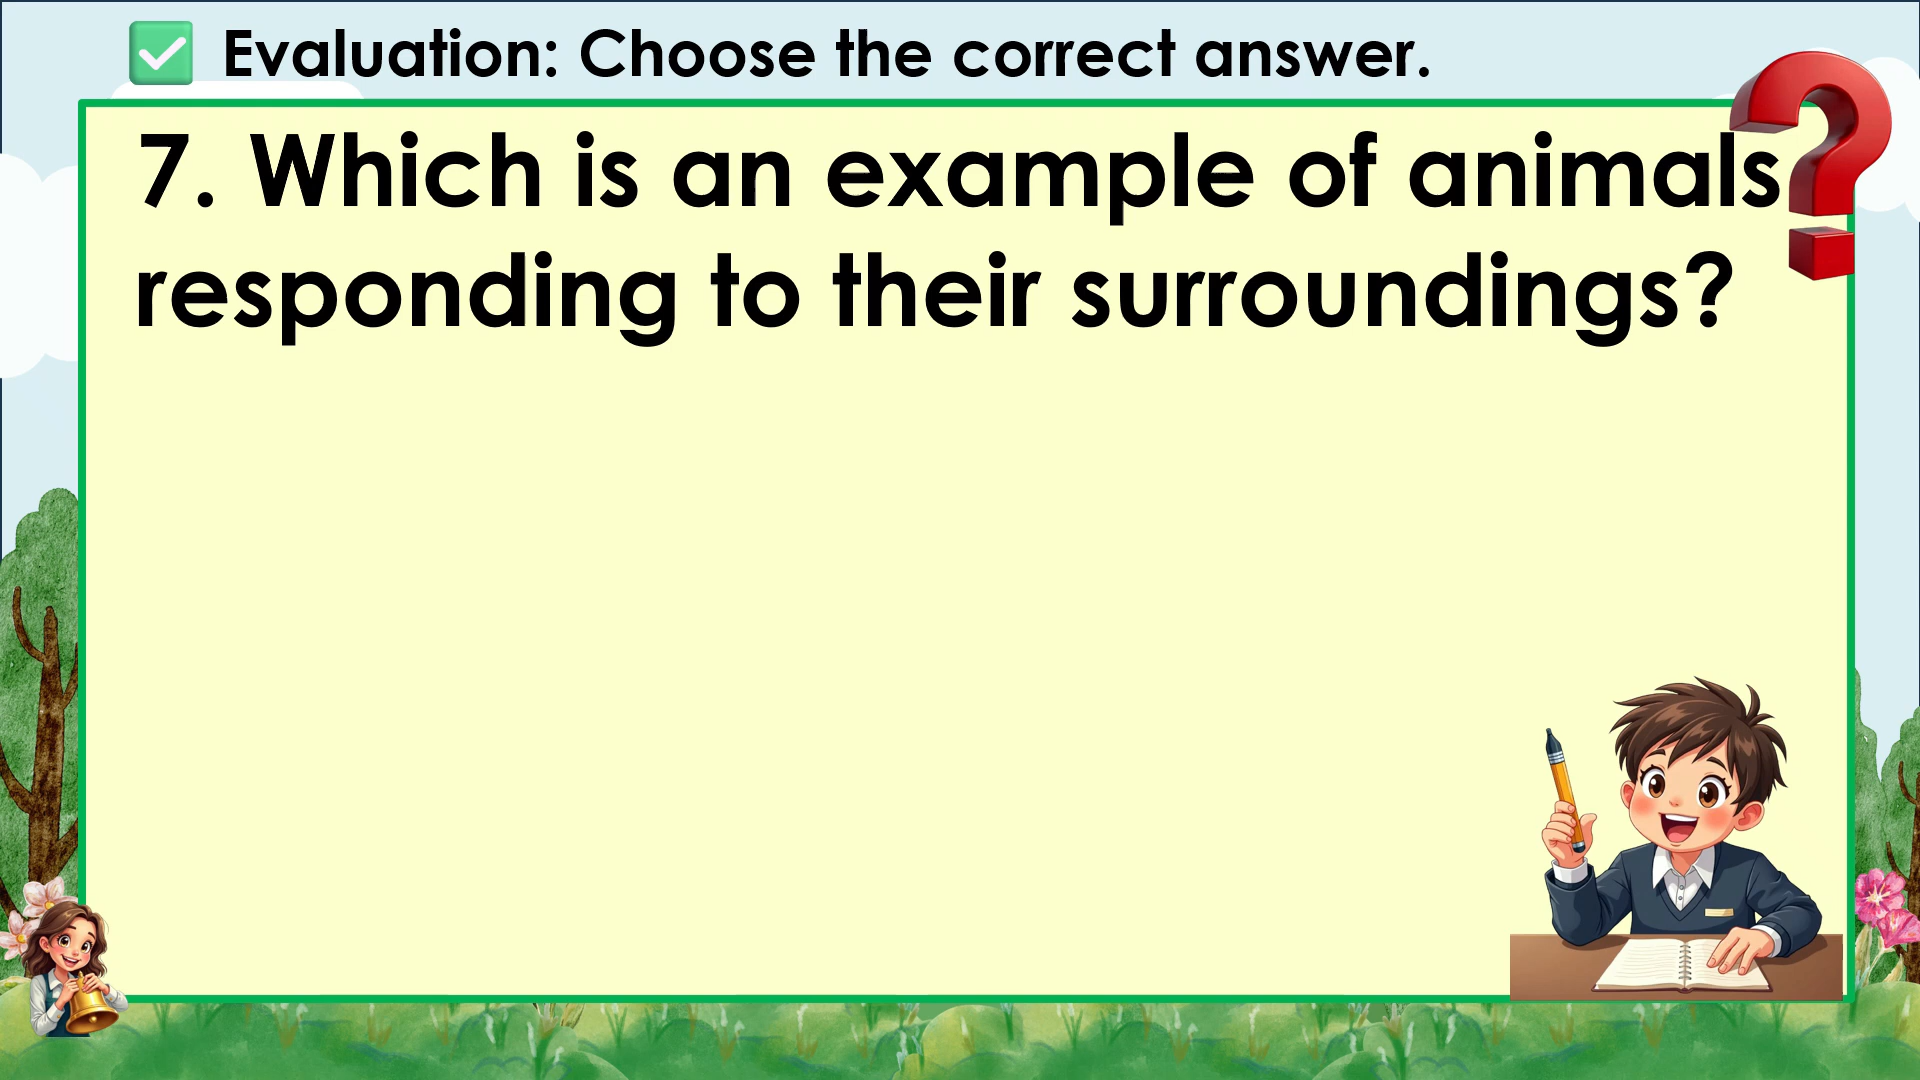 Evaluation: Choose the correct answer.
7. Which is an example of animals
responding to their surroundings?